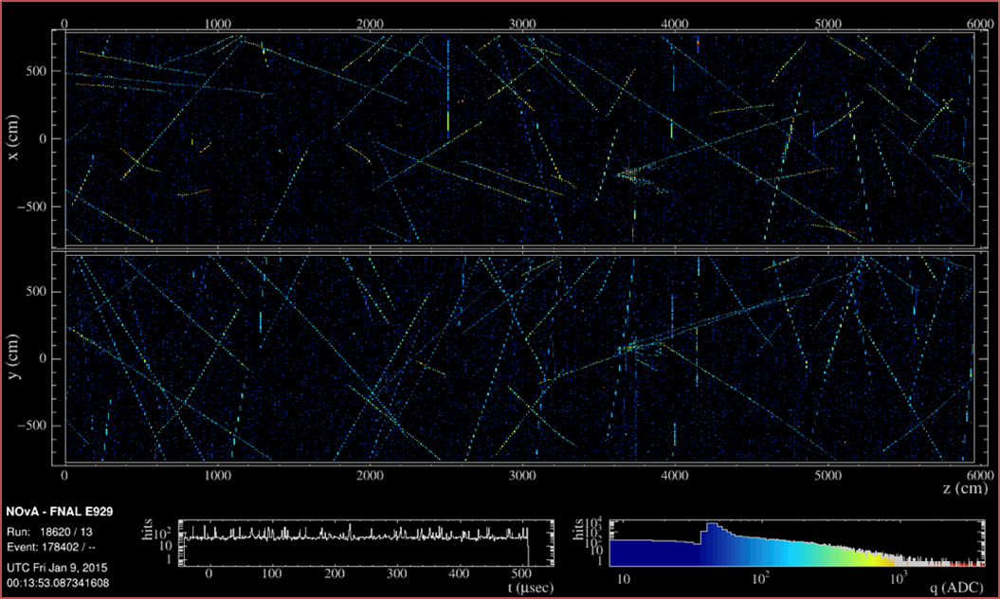 0 1000 2000 3000 4000 5000 6000
500
0
−500
x (cm)
500
0
−500
y (cm)
0 1000 2000 3000 4000 5000 6000
z (cm)
NOvA - FNAL E929
Run: 18620 / 13
Event: 178402 / --
UTC Fri Jan 9, 2015
00:13:53.087341608
hits
10²
10
1
0 100 200 300 400 500
t (μsec)
hits
10⁴
10³
10²
10
1
10 10² 10³
q (ADC)